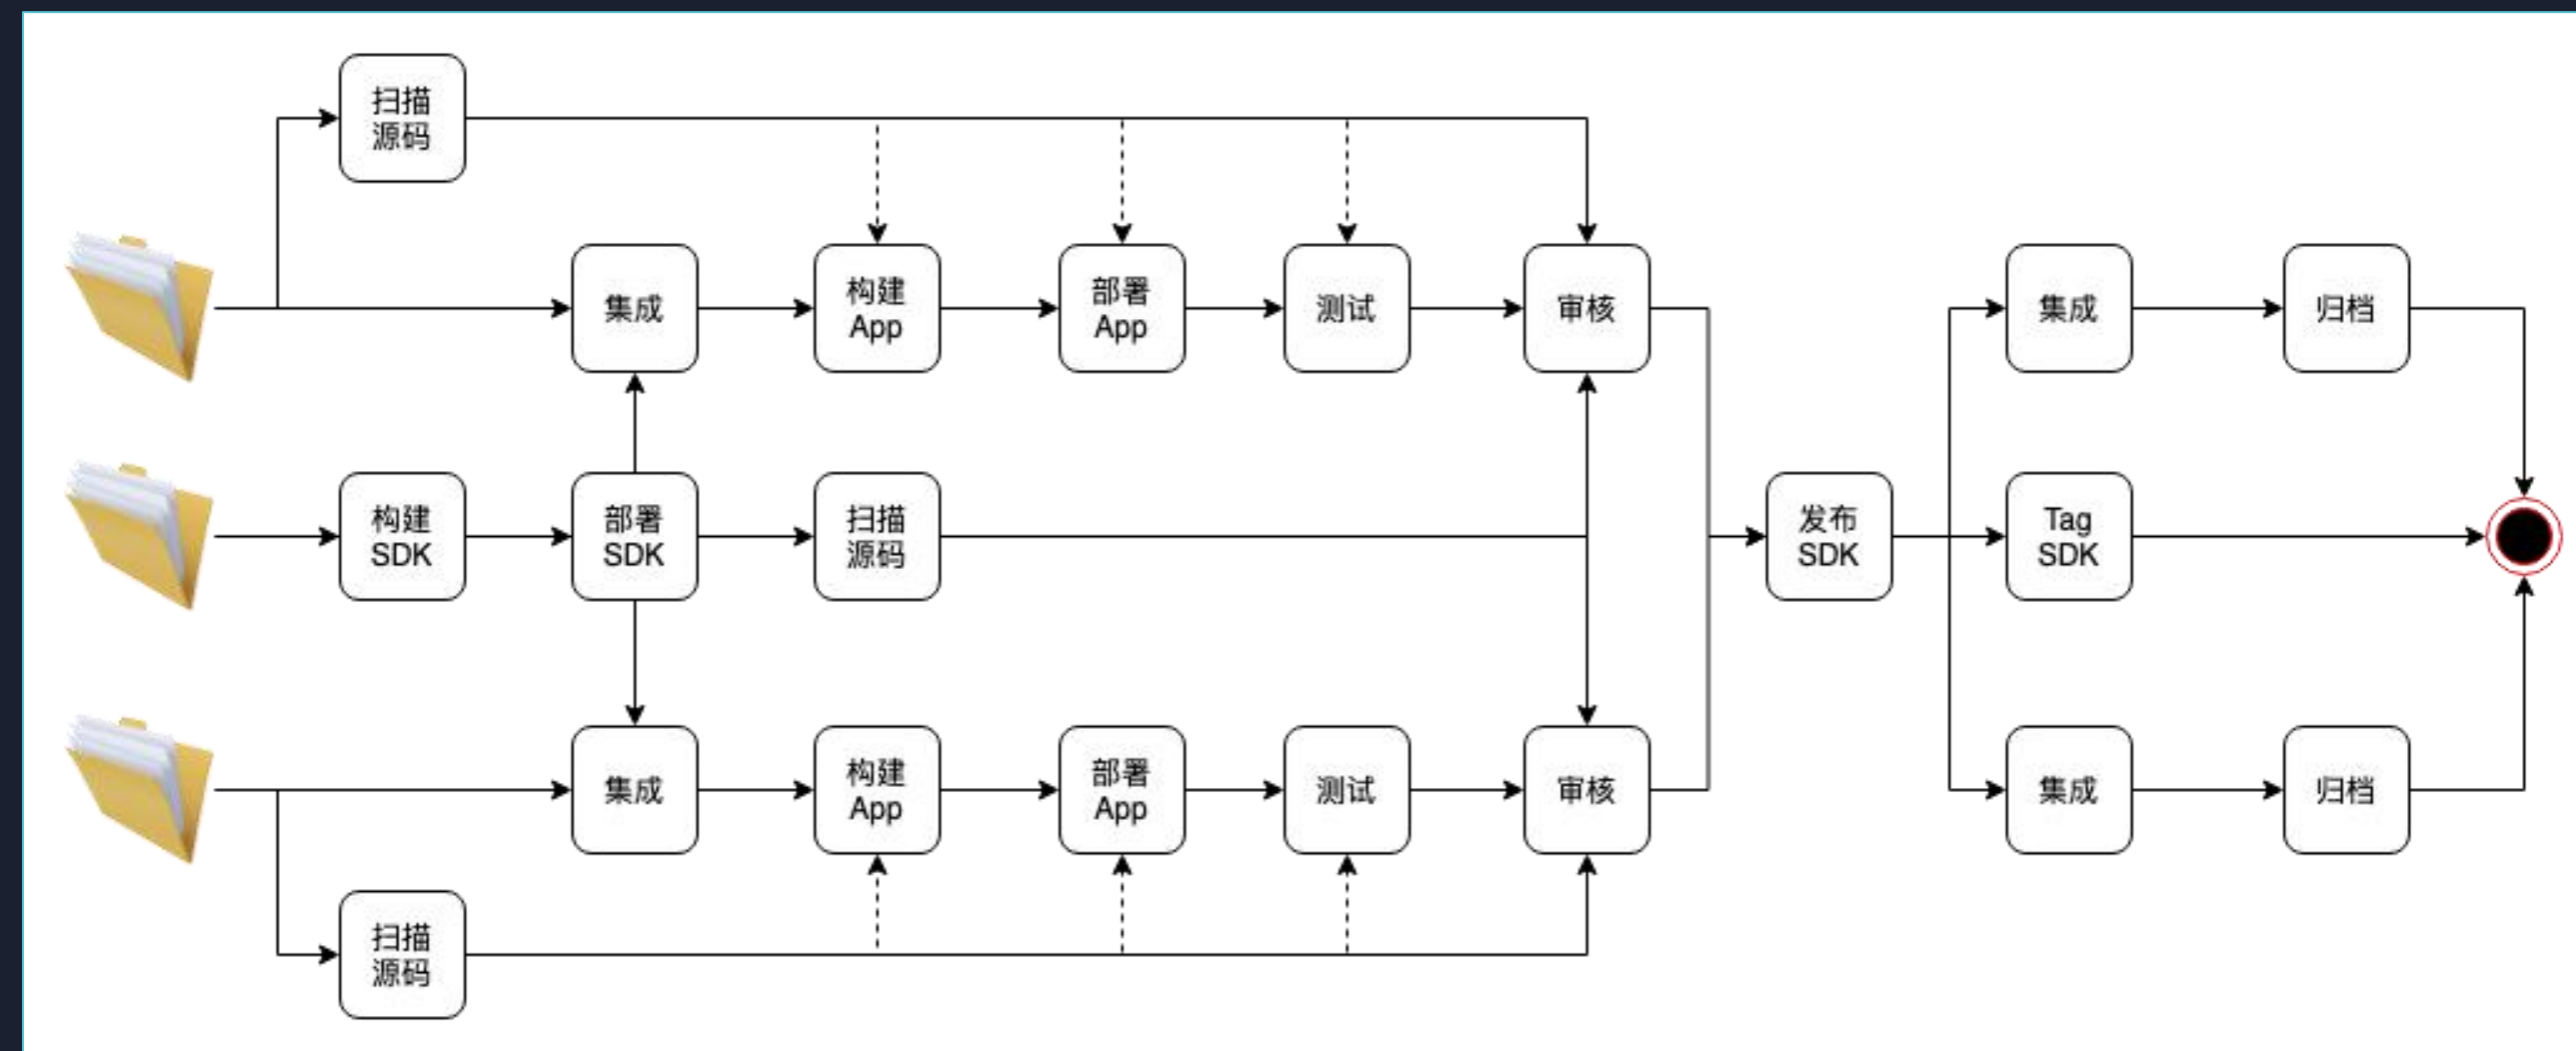 扫描
源码
集成
构建
App
部署
App
测试
审核
集成
归档
构建
SDK
部署
SDK
扫描
源码
发布
SDK
Tag
SDK
集成
构建
App
部署
App
测试
审核
集成
归档
扫描
源码